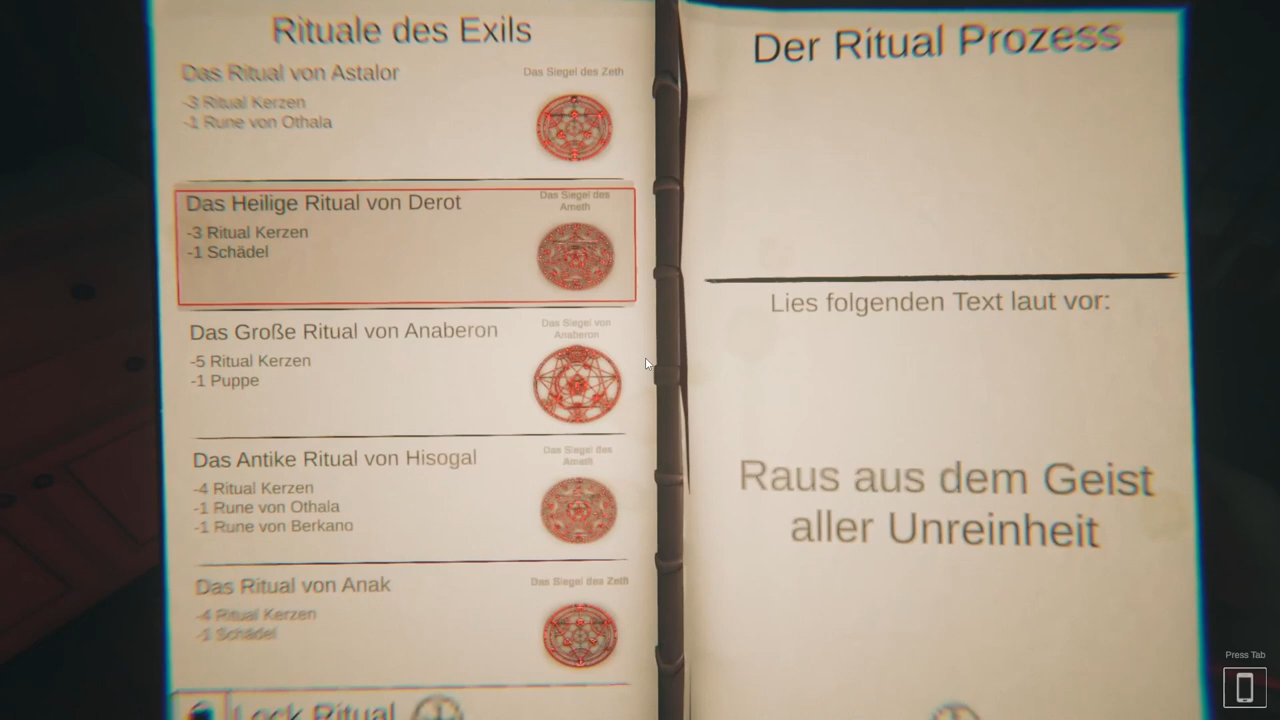 Rituale des Exils
Das Ritual von Astalor
Das Siegel des Zeth
-3 Ritual Kerzen
-1 Rune von Othala
Das Heilige Ritual von Derot
Das Siegel des
Ameth
-3 Ritual Kerzen
-1 Schädel
Das Große Ritual von Anaberon
Das Siegel von
Anaberon
-5 Ritual Kerzen
-1 Puppe
Das Antike Ritual von Hisogal
Das Siegel des
-4 Ritual Kerzen
-1 Rune von Othala
-1 Rune von Berkano
Das Ritual von Anak
Das Siegel des Zeth
-4 Ritual Kerzen
-1 Schädel
Lock Ritual
Der Ritual Prozess
Lies folgenden Text laut vor:
Raus aus dem Geist
aller Unreinheit
Press Tab